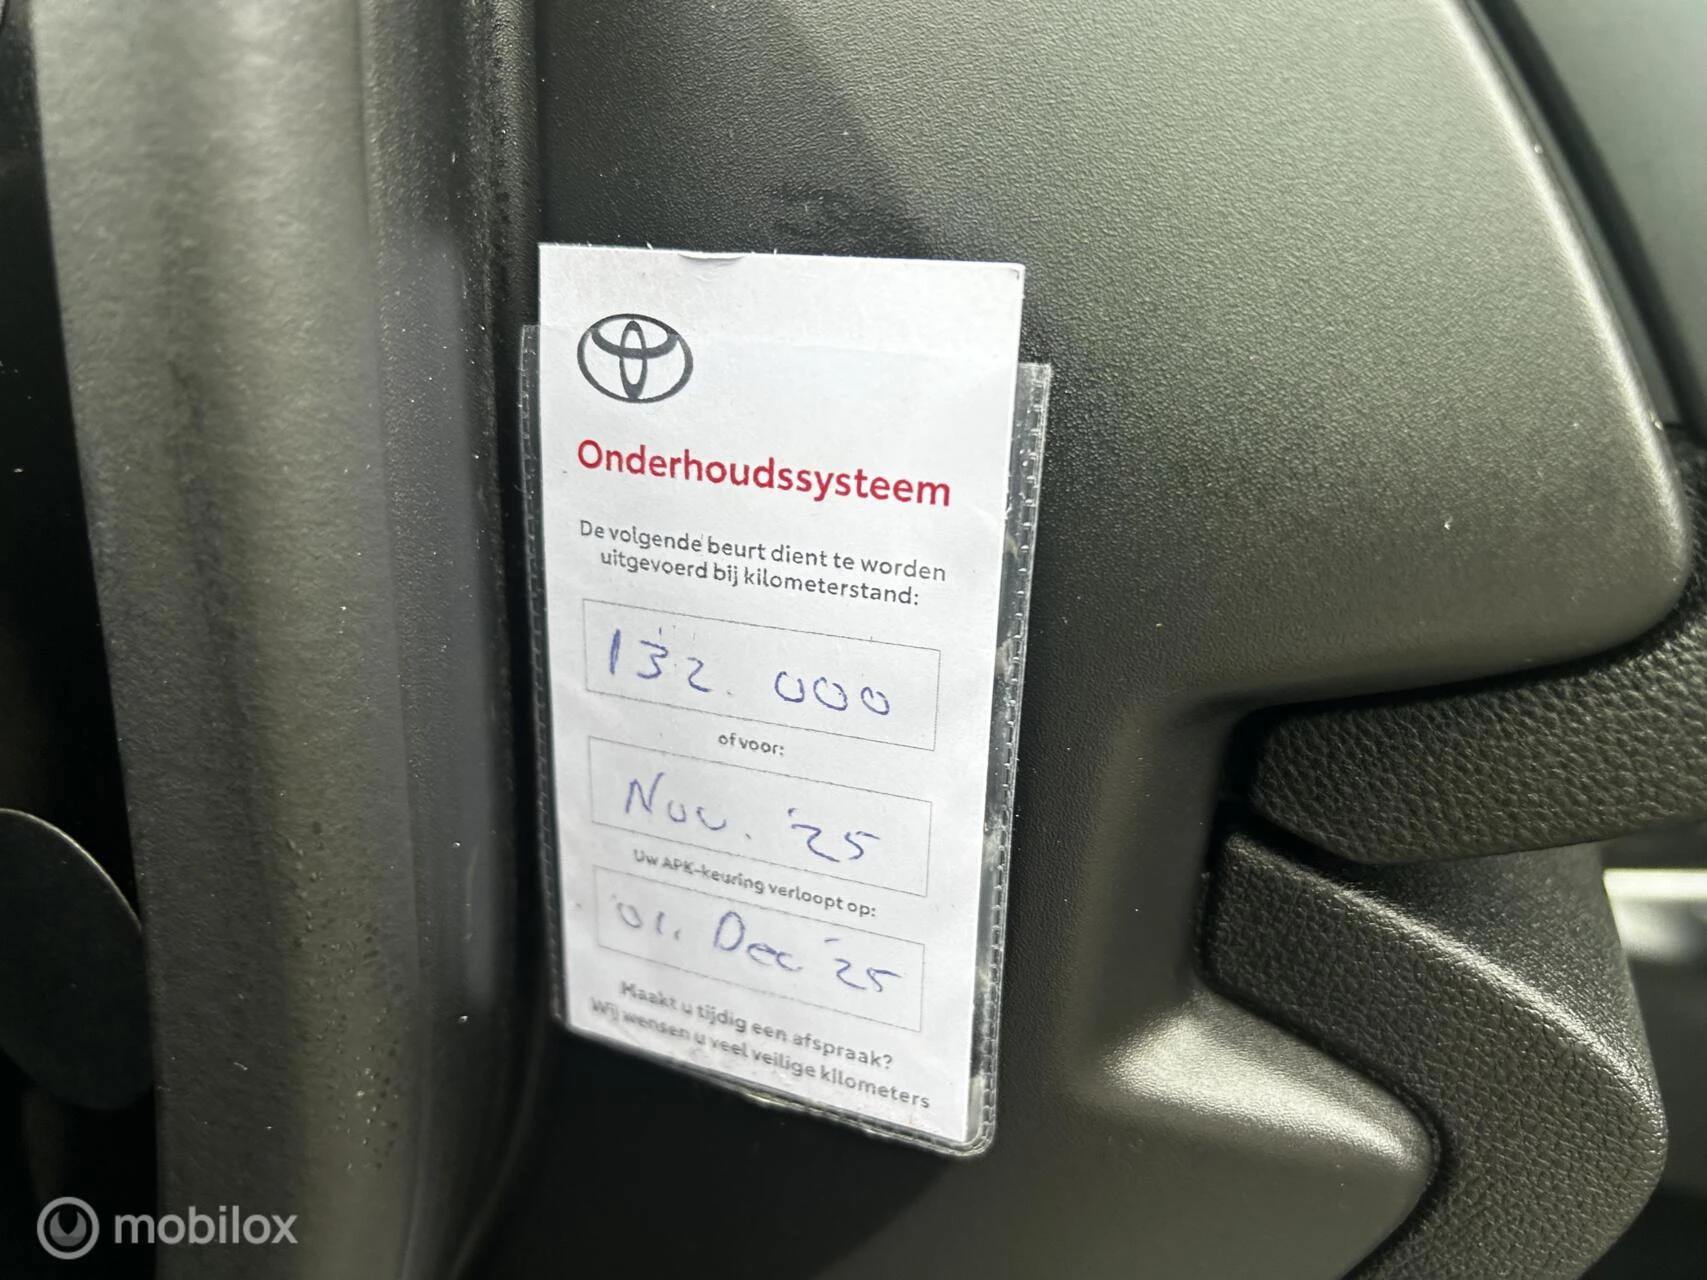 Onderhoudssysteem
De volgende beurt dient te worden
uitgevoerd bij kilometerstand:
132.000
of voor:
Nov. '25
Uw APK-keuring verloopt op:
01. Dec '25
Maakt u tijdig een afspraak?
Wij wensen u veel veilige kilometers
mobilox